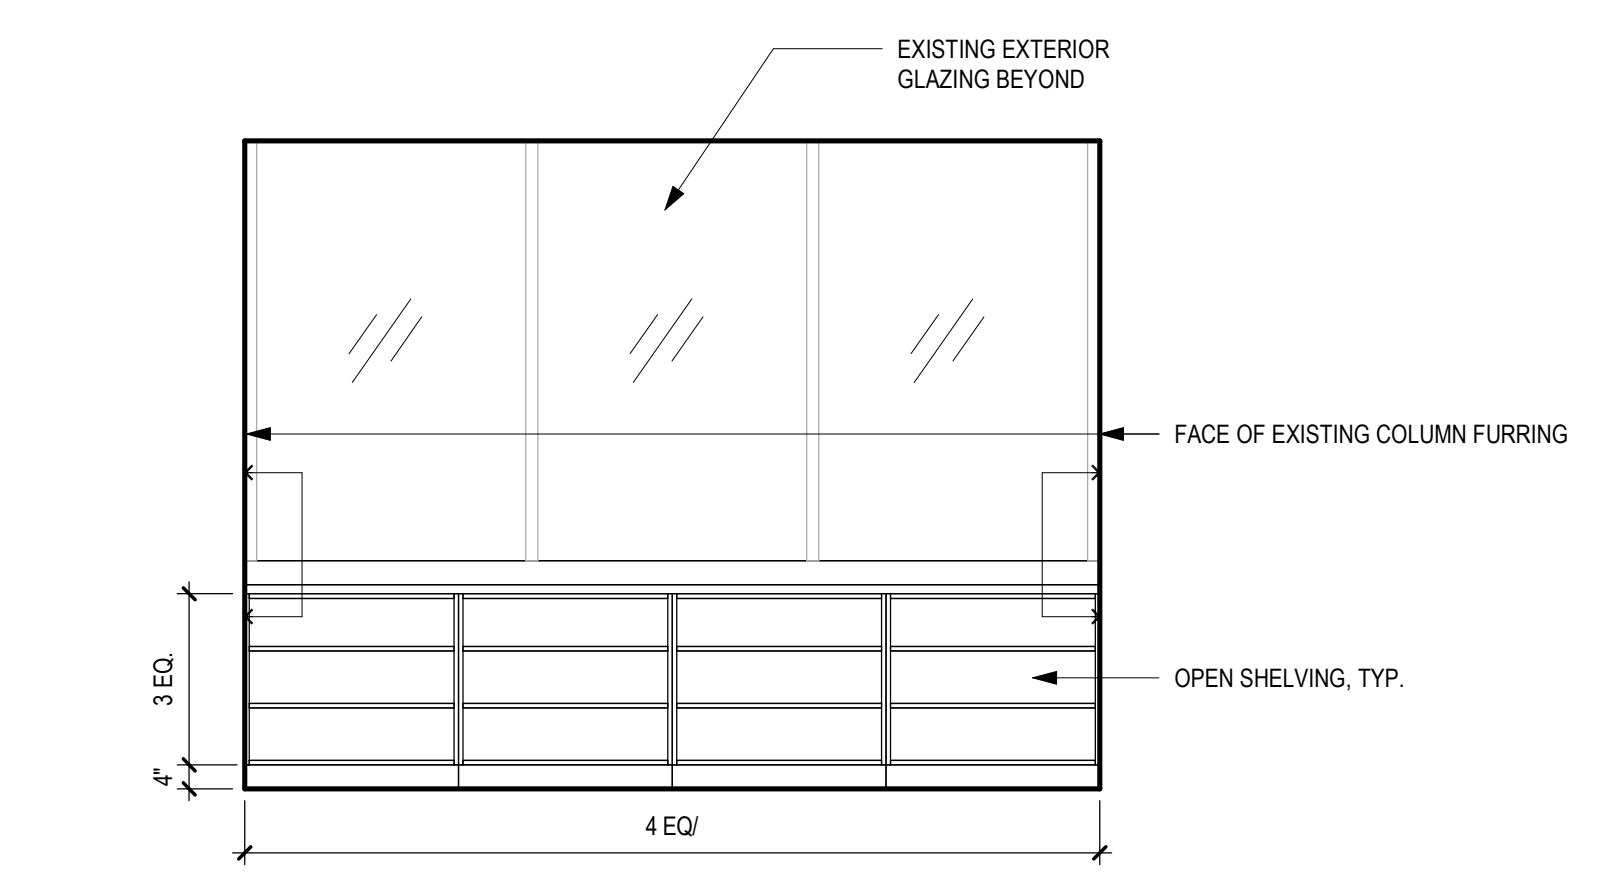 EXISTING EXTERIOR
GLAZING BEYOND
FACE OF EXISTING COLUMN FURRING
OPEN SHELVING, TYP.
3 EQ.
4"
4 EQ/